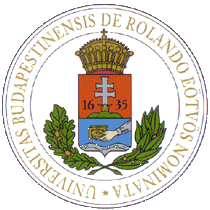 UNIVERSITAS BUDAPESTINENSIS DE ROLANDO EÖTVÖS NOMINATA
16 35